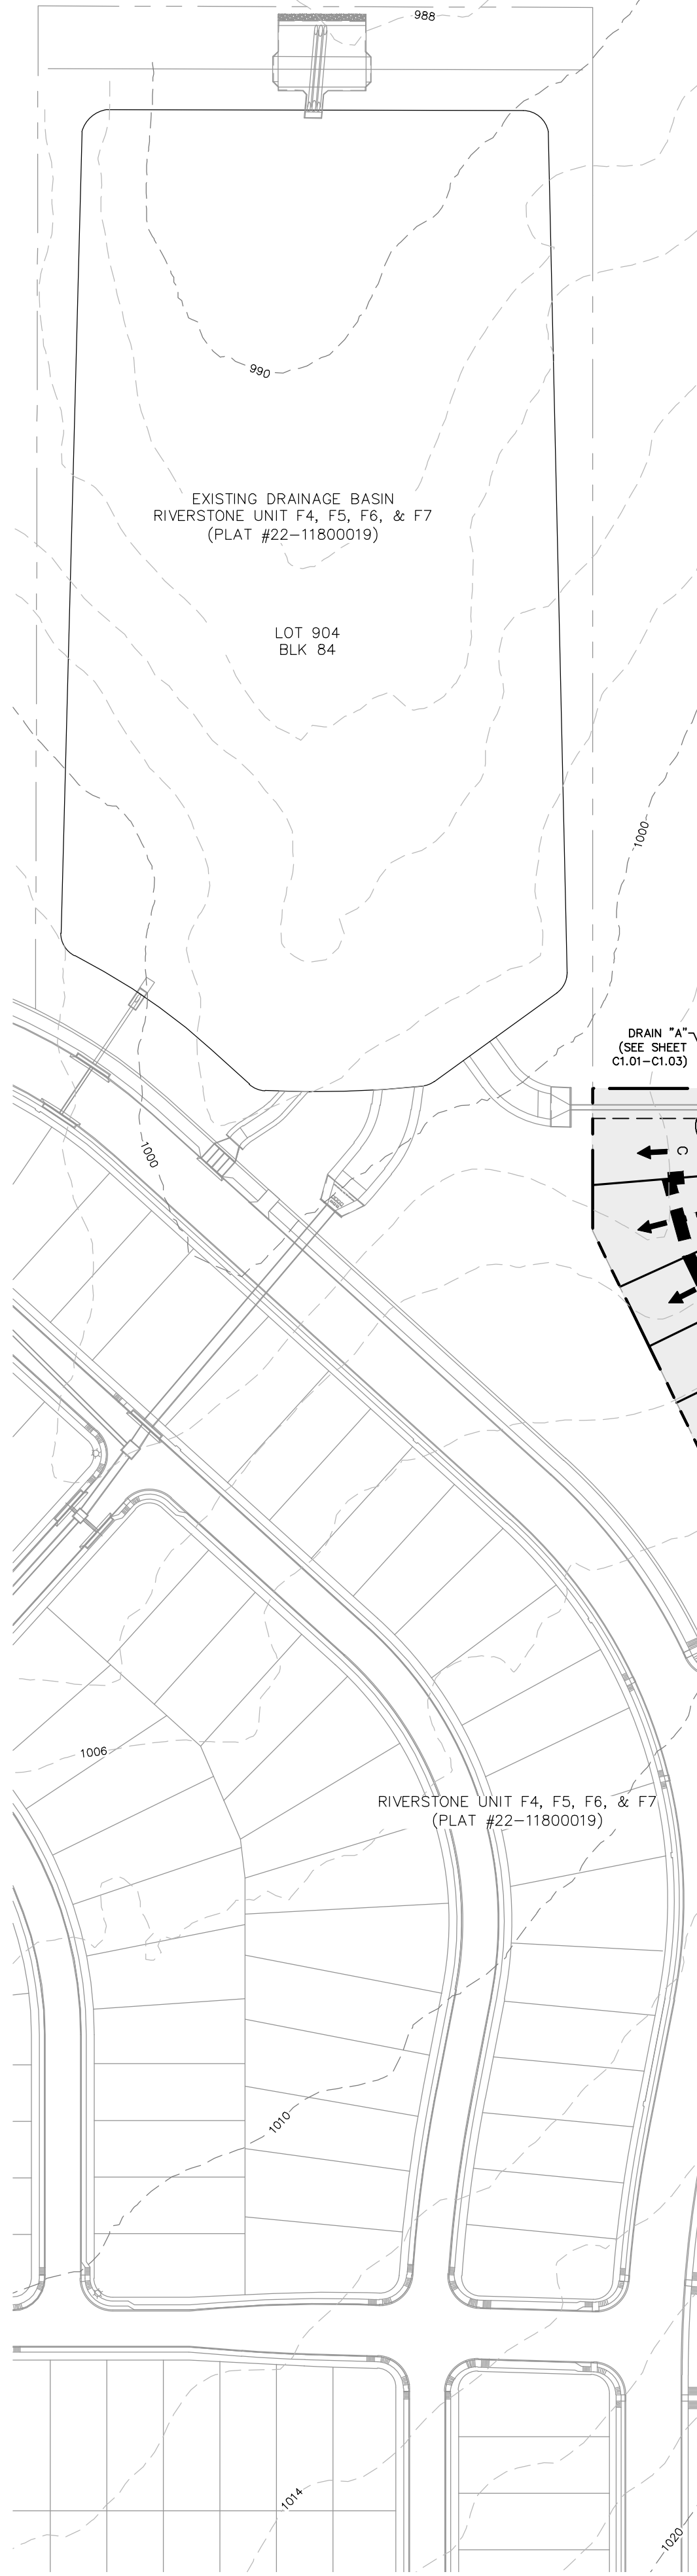 988
990
EXISTING DRAINAGE BASIN
RIVERSTONE UNIT F4, F5, F6, & F7
(PLAT #22-11800019)
LOT 904
BLK 84
1000
DRAIN "A"
(SEE SHEET
C1.01-C1.03)
C
1000
1006
RIVERSTONE UNIT F4, F5, F6, & F7
(PLAT #22-11800019)
1010
1014
1020